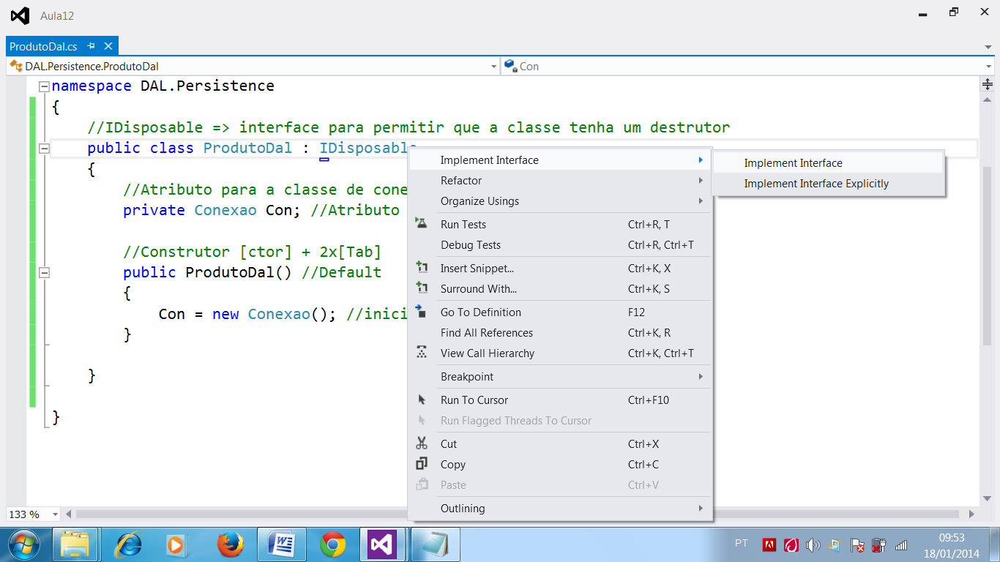 Aula12
ProdutoDal.cs
DAL.Persistence.ProdutoDal
Con
namespace DAL.Persistence
{
//IDisposable => interface para permitir que a classe tenha um destrutor
public class ProdutoDal : IDisposable
{
//Atributo para a classe de cone
private Conexao Con; //Atributo
//Construtor [ctor] + 2x[Tab]
public ProdutoDal() //Default
{
Con = new Conexao(); //inici
}
}
}
Implement Interface
Refactor
Organize Usings
Run Tests Ctrl+R, T
Debug Tests Ctrl+R, Ctrl+T
Insert Snippet... Ctrl+K, X
Surround With... Ctrl+K, S
Go To Definition F12
Find All References Ctrl+K, R
View Call Hierarchy Ctrl+K, Ctrl+T
Breakpoint
Run To Cursor Ctrl+F10
Run Flagged Threads To Cursor
Cut Ctrl+X
Copy Ctrl+C
Paste Ctrl+V
Outlining
Implement Interface
Implement Interface Explicitly
133 %
PT
09:53
18/01/2014